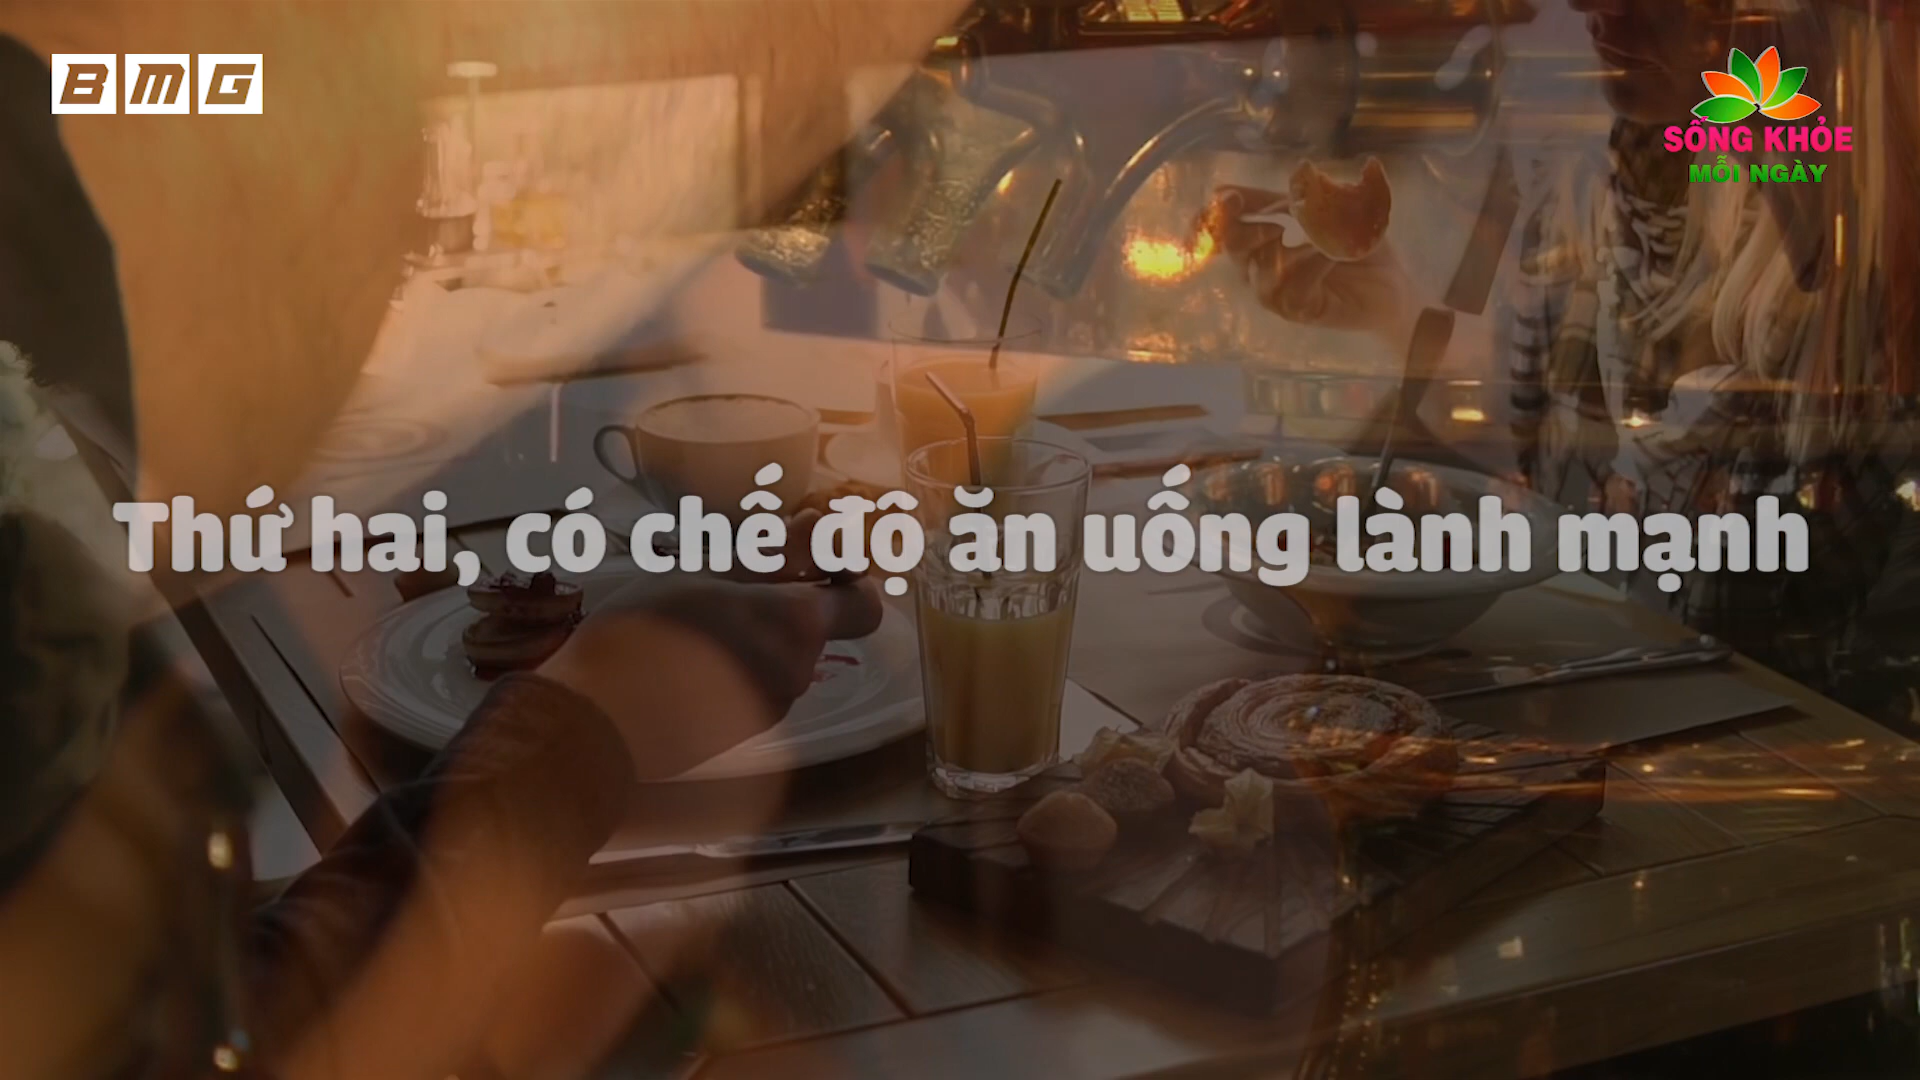 BMG
SỐNG KHỎE
MỖI NGÀY
Thứ hai, có chế độ ăn uống lành mạnh